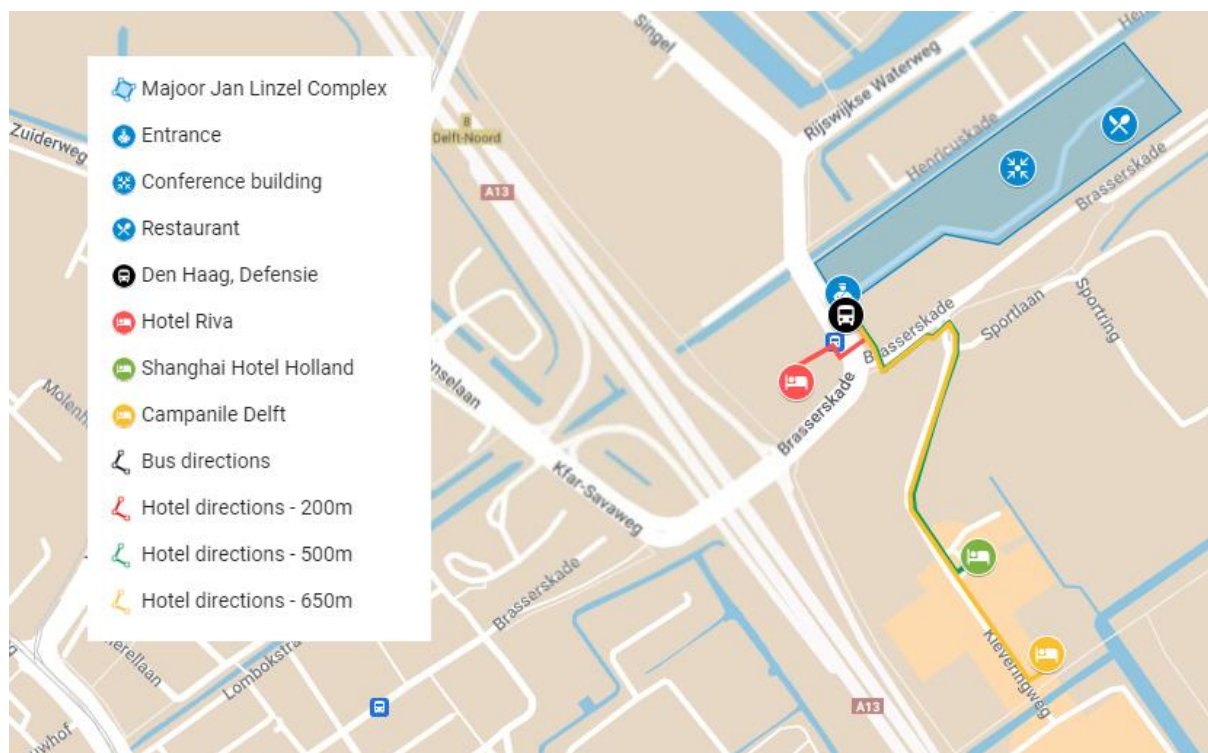 Majoor Jan Linzel Complex
Entrance
Conference building
Restaurant
Den Haag, Defensie
Hotel Riva
Shanghai Hotel Holland
Campanile Delft
Bus directions
Hotel directions - 200m
Hotel directions - 500m
Hotel directions - 650m
Zuiderweg
8
Delft-Noord
A13
Singel
Rijswijkse Waterweg
Henricuskade
Brasserskade
Brasserskade
Sportlaan
Sportring
Brasserskade
Kfar-Savaweg
Brasserskade
Kleveringweg
A13